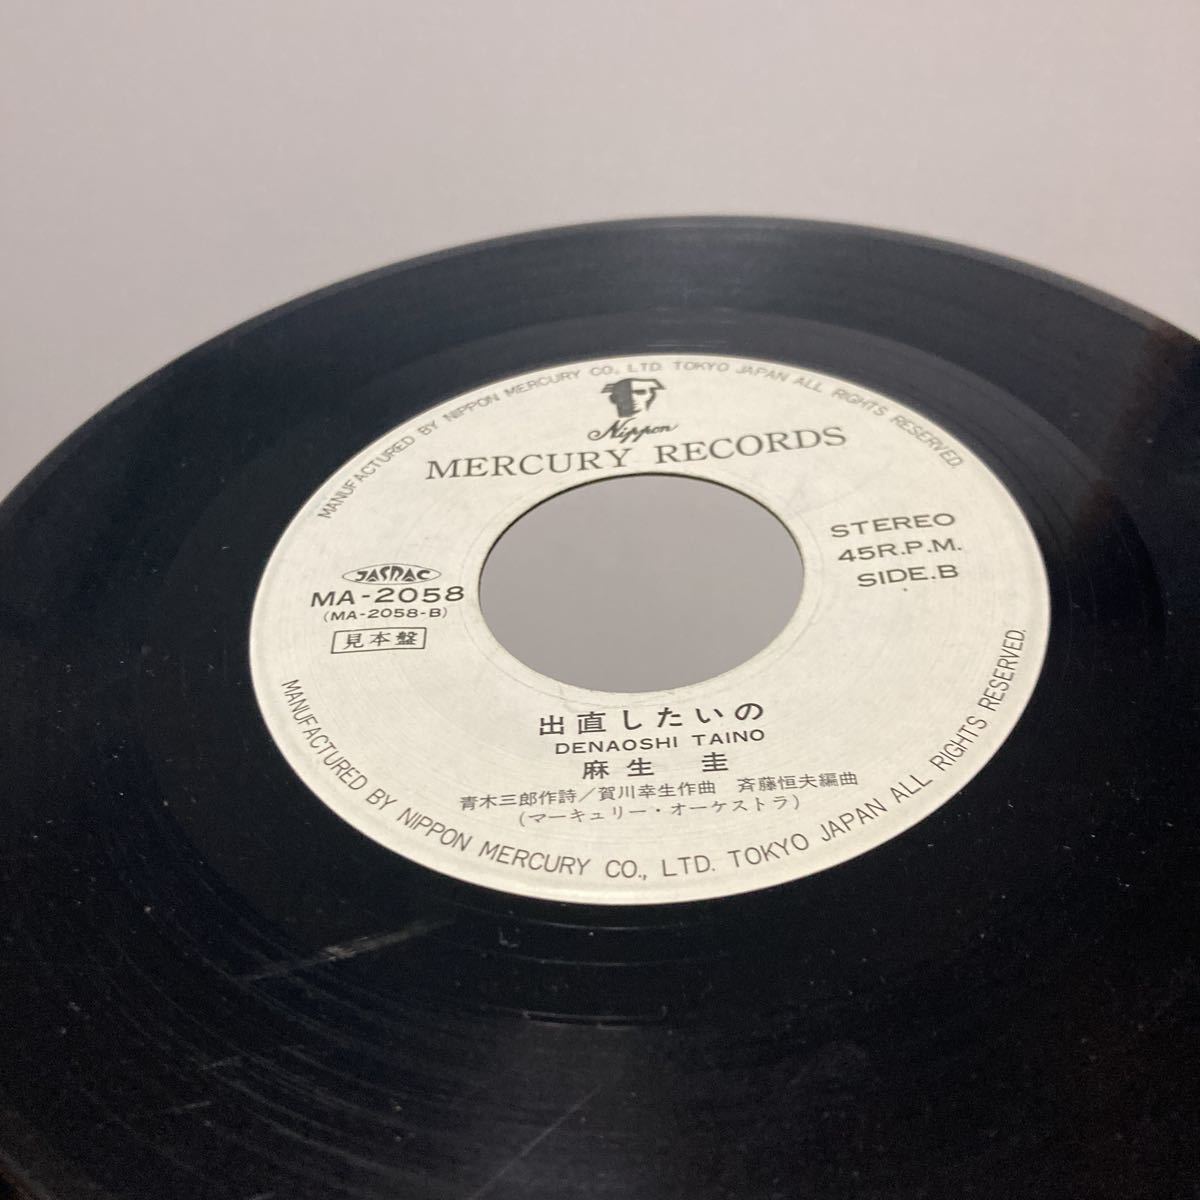 MANUFACTURED BY NIPPON MERCURY CO., LTD. TOKYO JAPAN ALL RIGHTS RESERVED.
Nippon
MERCURY RECORDS
STEREO
45R.P.M.
SIDE.B
JASRAC
MA-2058
(MA-2058-B)
見本盤
出直したいの
DENAOSHI TAINO
麻生 圭
青木三郎作詩／賀川幸生作曲 斉藤恒夫編曲
(マーキュリー・オーケストラ)
MANUFACTURED BY NIPPON MERCURY CO., LTD. TOKYO JAPAN ALL RIGHTS RESERVED.